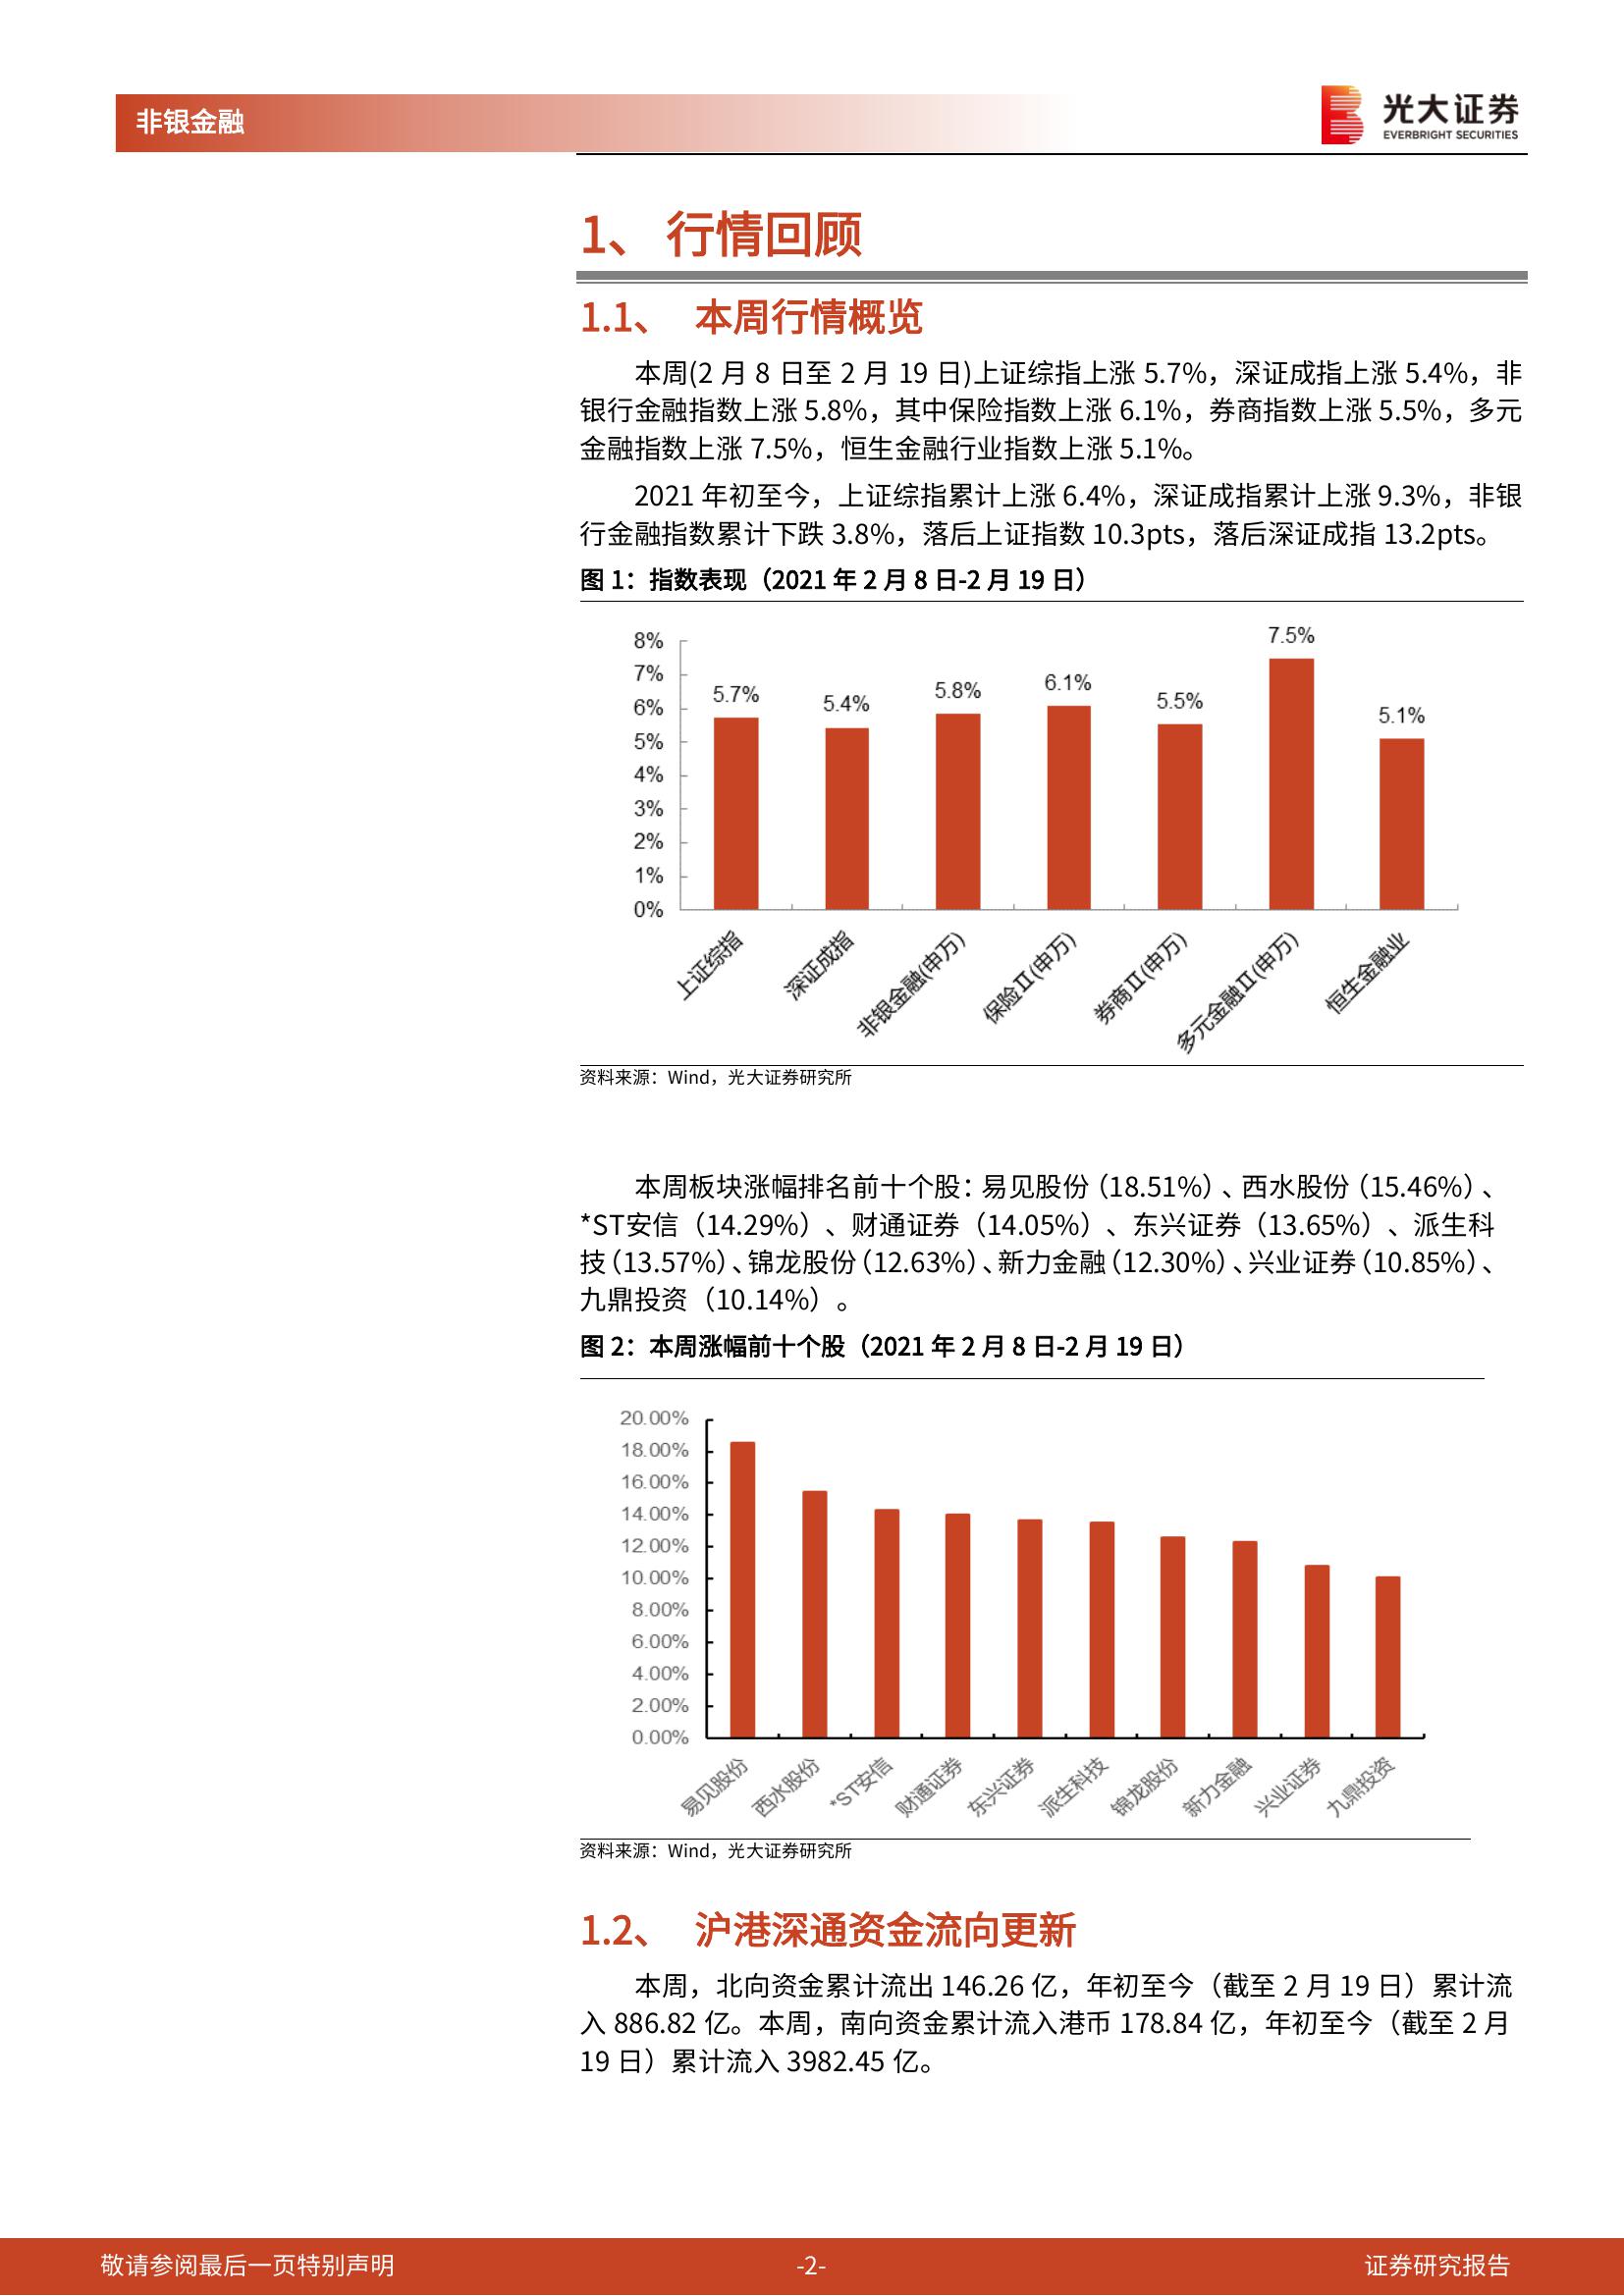 非银金融
光大证券
EVERBRIGHT SECURITIES
1、 行情回顾
1.1、 本周行情概览
本周(2 月 8 日至 2 月 19 日)上证综指上涨 5.7%，深证成指上涨 5.4%，非
银行金融指数上涨 5.8%，其中保险指数上涨 6.1%，券商指数上涨 5.5%，多元
金融指数上涨 7.5%，恒生金融行业指数上涨 5.1%。
2021 年初至今，上证综指累计上涨 6.4%，深证成指累计上涨 9.3%，非银
行金融指数累计下跌 3.8%，落后上证指数 10.3pts，落后深证成指 13.2pts。
图 1：指数表现（2021 年 2 月 8 日-2 月 19 日）
8%
7%
6%
5%
4%
3%
2%
1%
0%
5.7%
5.4%
5.8%
6.1%
5.5%
7.5%
5.1%
上证综指
深证成指
非银金融(申万)
保险Ⅱ(申万)
券商Ⅱ(申万)
多元金融Ⅱ(申万)
恒生金融业
资料来源：Wind，光大证券研究所
本周板块涨幅排名前十个股：易见股份（18.51%）、西水股份（15.46%）、
*ST安信（14.29%）、财通证券（14.05%）、东兴证券（13.65%）、派生科
技（13.57%）、锦龙股份（12.63%）、新力金融（12.30%）、兴业证券（10.85%）、
九鼎投资（10.14%）。
图 2：本周涨幅前十个股（2021 年 2 月 8 日-2 月 19 日）
20.00%
18.00%
16.00%
14.00%
12.00%
10.00%
8.00%
6.00%
4.00%
2.00%
0.00%
易见股份
西水股份
*ST安信
财通证券
东兴证券
派生科技
锦龙股份
新力金融
兴业证券
九鼎投资
资料来源：Wind，光大证券研究所
1.2、 沪港深通资金流向更新
本周，北向资金累计流出 146.26 亿，年初至今（截至 2 月 19 日）累计流
入 886.82 亿。本周，南向资金累计流入港币 178.84 亿，年初至今（截至 2 月
19 日）累计流入 3982.45 亿。
敬请参阅最后一页特别声明
-2-
证券研究报告